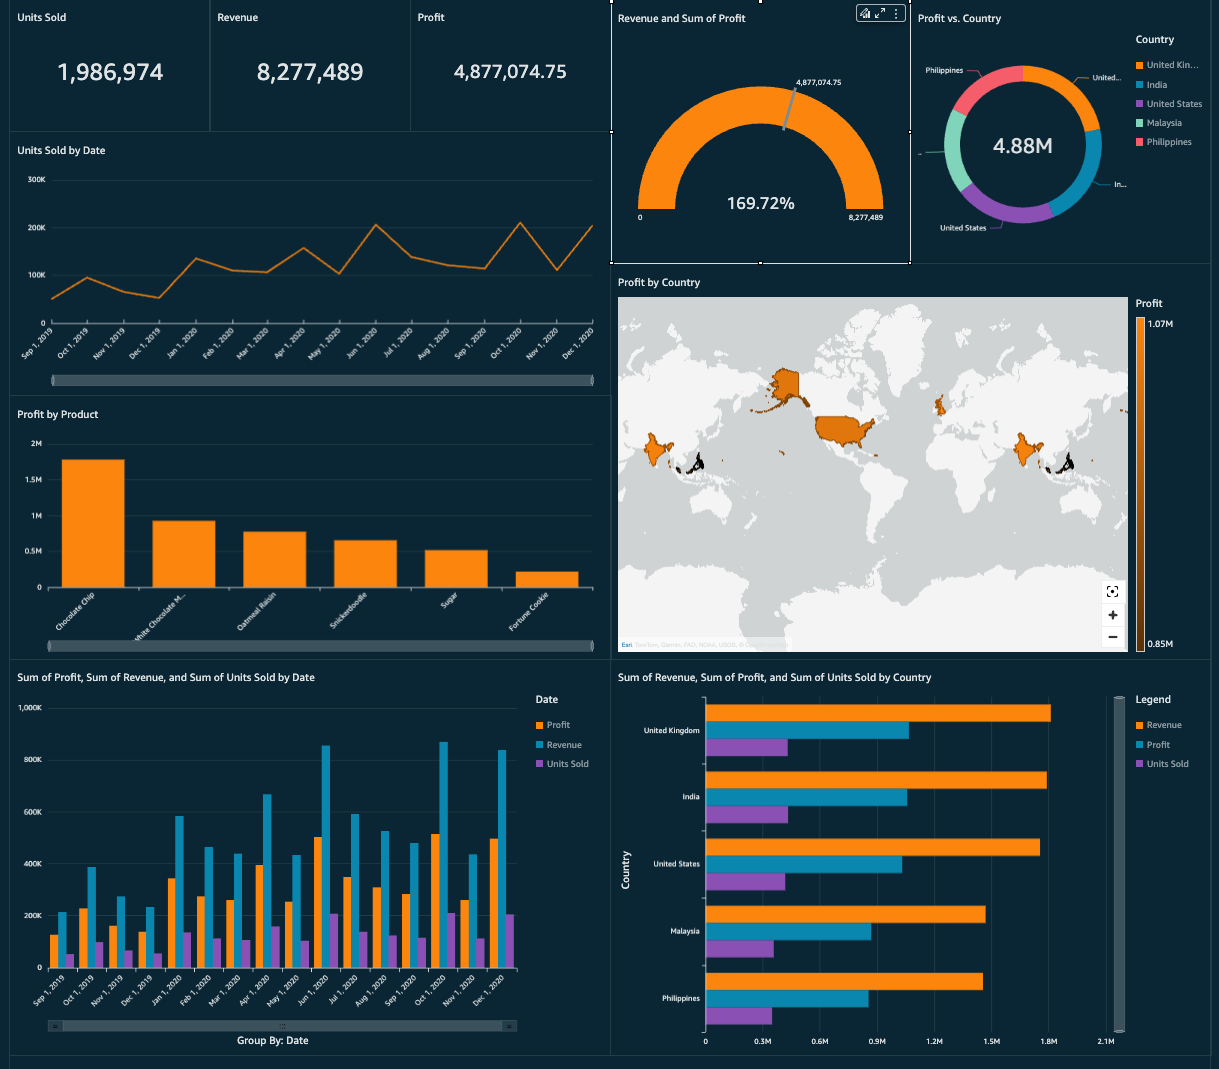 Units Sold
1,986,974
Revenue
8,277,489
Profit
4,877,074.75
Revenue and Sum of Profit
4,877,074.75
169.72%
0
8,277,489
Profit vs. Country
Country
United Kin...
India
United States
Malaysia
Philippines
Philippines
United...
4.88M
In...
United States
Units Sold by Date
300K
200K
100K
0
Sep 1, 2019
Oct 1, 2019
Nov 1, 2019
Dec 1, 2019
Jan 1, 2020
Feb 1, 2020
Mar 1, 2020
Apr 1, 2020
May 1, 2020
Jun 1, 2020
Jul 1, 2020
Aug 1, 2020
Sep 1, 2020
Oct 1, 2020
Nov 1, 2020
Dec 1, 2020
Profit by Country
Profit
1.07M
0.85M
Esri, TomTom, Garmin, FAO, NOAA, USGS, ©
Profit by Product
2M
1.5M
1M
0.5M
0
Chocolate Chip
White Chocolate M...
Oatmeal Raisin
Snickerdoodle
Sugar
Fortune Cookie
Sum of Profit, Sum of Revenue, and Sum of Units Sold by Date
Date
Profit
Revenue
Units Sold
1,000K
800K
600K
400K
200K
0
Sep 1, 2019
Oct 1, 2019
Nov 1, 2019
Dec 1, 2019
Jan 1, 2020
Feb 1, 2020
Mar 1, 2020
Apr 1, 2020
May 1, 2020
Jun 1, 2020
Jul 1, 2020
Aug 1, 2020
Sep 1, 2020
Oct 1, 2020
Nov 1, 2020
Dec 1, 2020
Group By: Date
Sum of Revenue, Sum of Profit, and Sum of Units Sold by Country
Legend
Revenue
Profit
Units Sold
Country
United Kingdom
India
United States
Malaysia
Philippines
0
0.3M
0.6M
0.9M
1.2M
1.5M
1.8M
2.1M